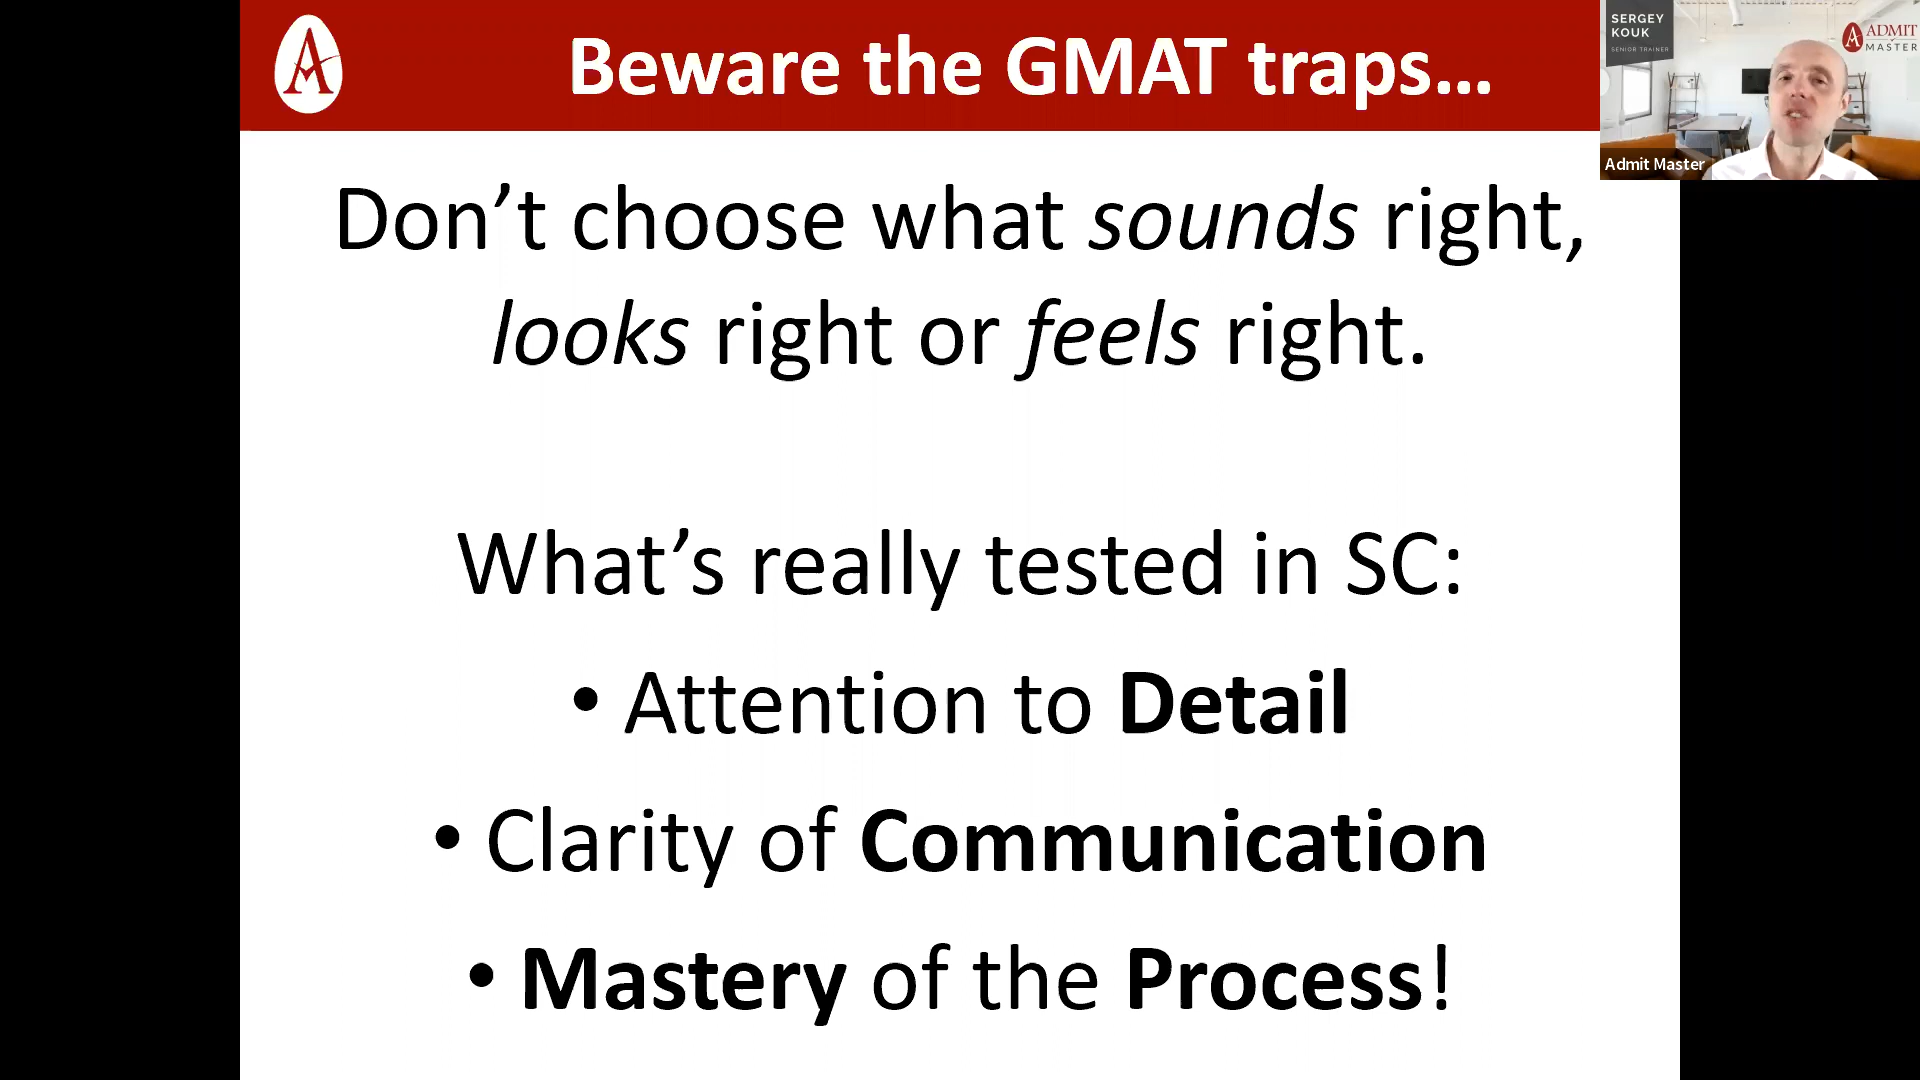 Beware the GMAT traps...
SERGEY
KOUK
SENIOR TRAINER
ADMIT
MASTER
Admit Master
Don’t choose what sounds right,
looks right or feels right.
What’s really tested in SC:
• Attention to Detail
• Clarity of Communication
• Mastery of the Process!